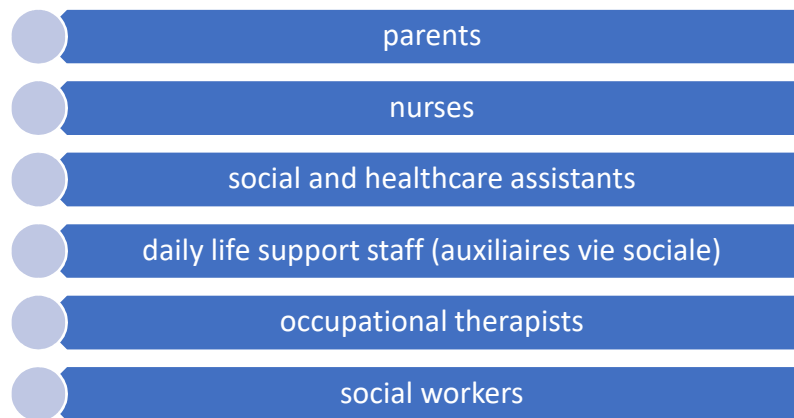 parents
nurses
social and healthcare assistants
daily life support staff (auxiliaires vie sociale)
occupational therapists
social workers